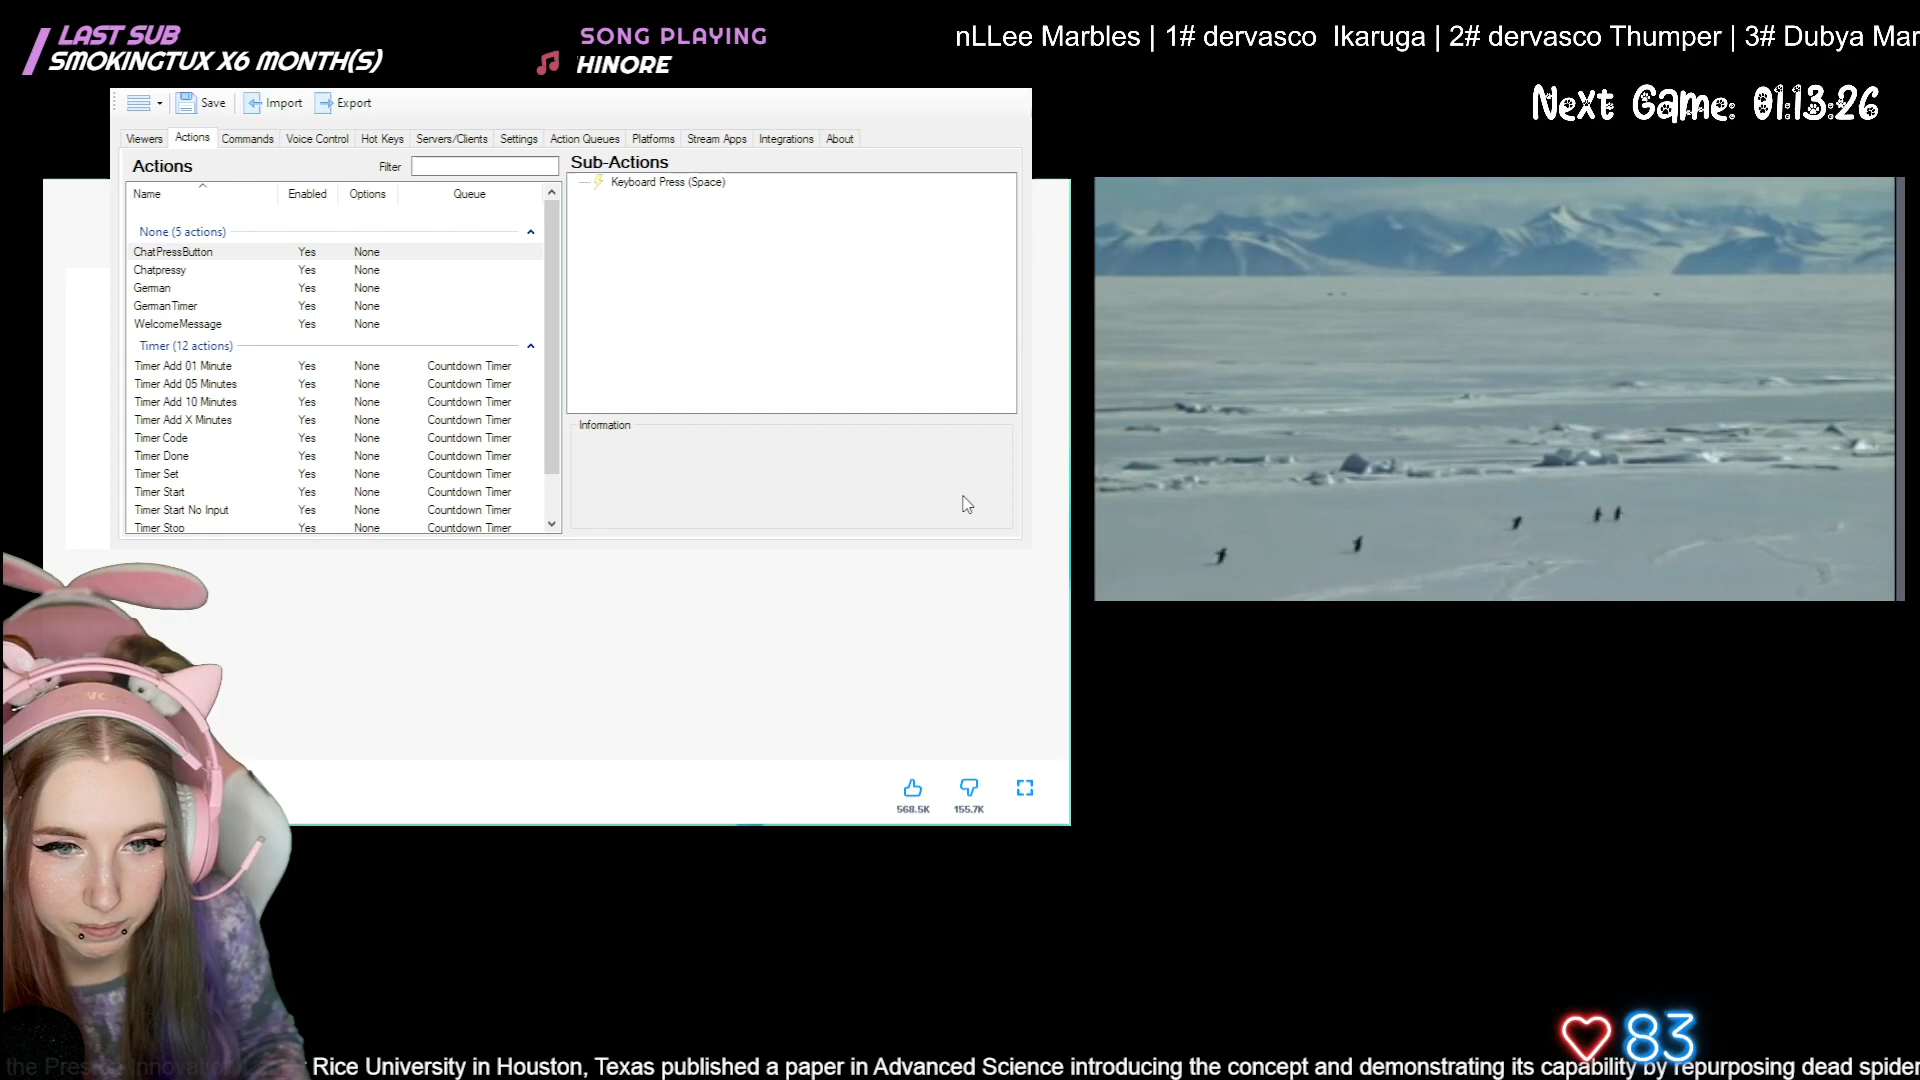 LAST SUB
SMOKINGTUX X6 MONTH(S)
SONG PLAYING
HINORE
nLLee Marbles | 1# dervasco Ikaruga | 2# dervasco Thumper | 3# Dubya Mar
Next Game: 01:13:26
Save Import Export
Viewers Actions Commands Voice Control Hot Keys Servers/Clients Settings Action Queues Platforms Stream Apps Integrations About
Actions Filter
Sub-Actions
Keyboard Press (Space)
Name Enabled Options Queue
None (5 actions)
ChatPressButton Yes None
Chatpressy Yes None
German Yes None
GermanTimer Yes None
WelcomeMessage Yes None
Timer (12 actions)
Timer Add 01 Minute Yes None Countdown Timer
Timer Add 05 Minutes Yes None Countdown Timer
Timer Add 10 Minutes Yes None Countdown Timer
Timer Add X Minutes Yes None Countdown Timer
Timer Code Yes None Countdown Timer
Timer Done Yes None Countdown Timer
Timer Set Yes None Countdown Timer
Timer Start Yes None Countdown Timer
Timer Start No Input Yes None Countdown Timer
Timer Stop Yes None Countdown Timer
Information
568.5K 155.7K
83
the Rice University in Houston, Texas published a paper in Advanced Science introducing the concept and demonstrating its capability by repurposing dead spider